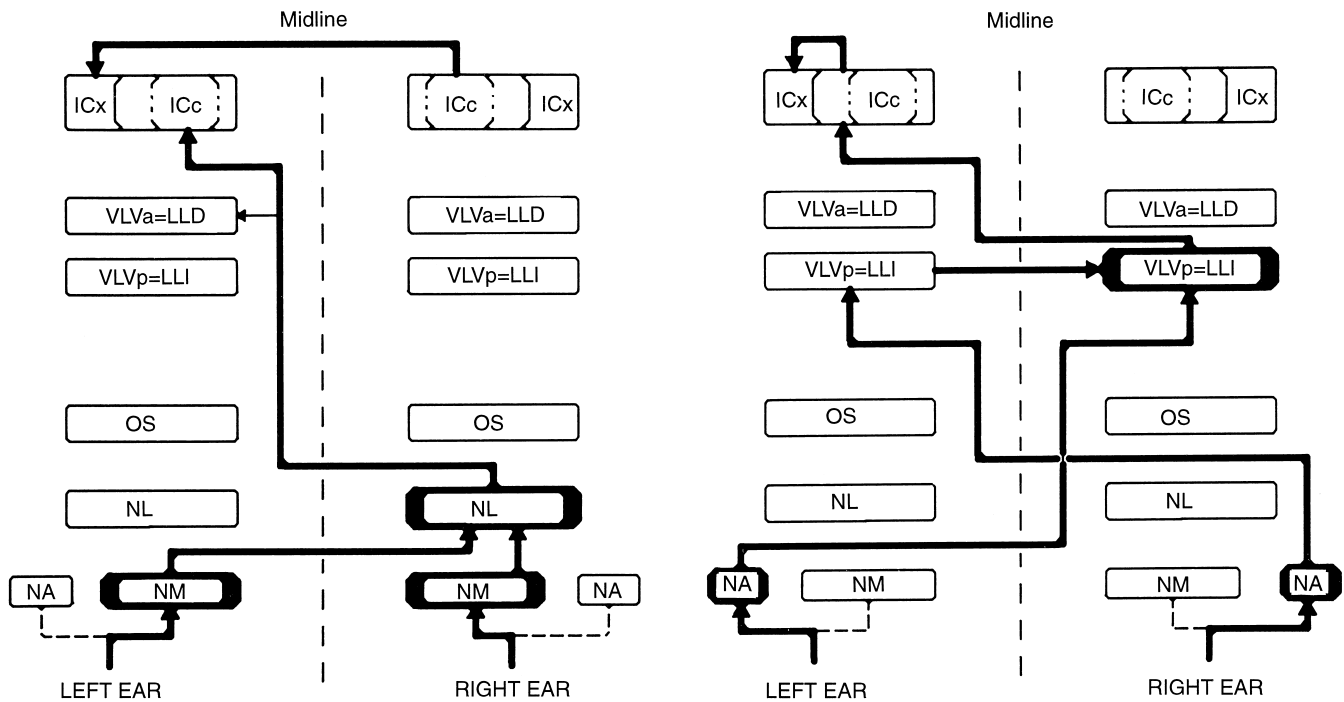 Midline
ICx ICc ICc ICx
VLVa=LLD VLVa=LLD
VLVp=LLI VLVp=LLI
OS OS
NL NL
NA NM NM NA
LEFT EAR RIGHT EAR
Midline
ICx ICc ICc ICx
VLVa=LLD VLVa=LLD
VLVp=LLI VLVp=LLI
OS OS
NL NL
NA NM NM NA
LEFT EAR RIGHT EAR